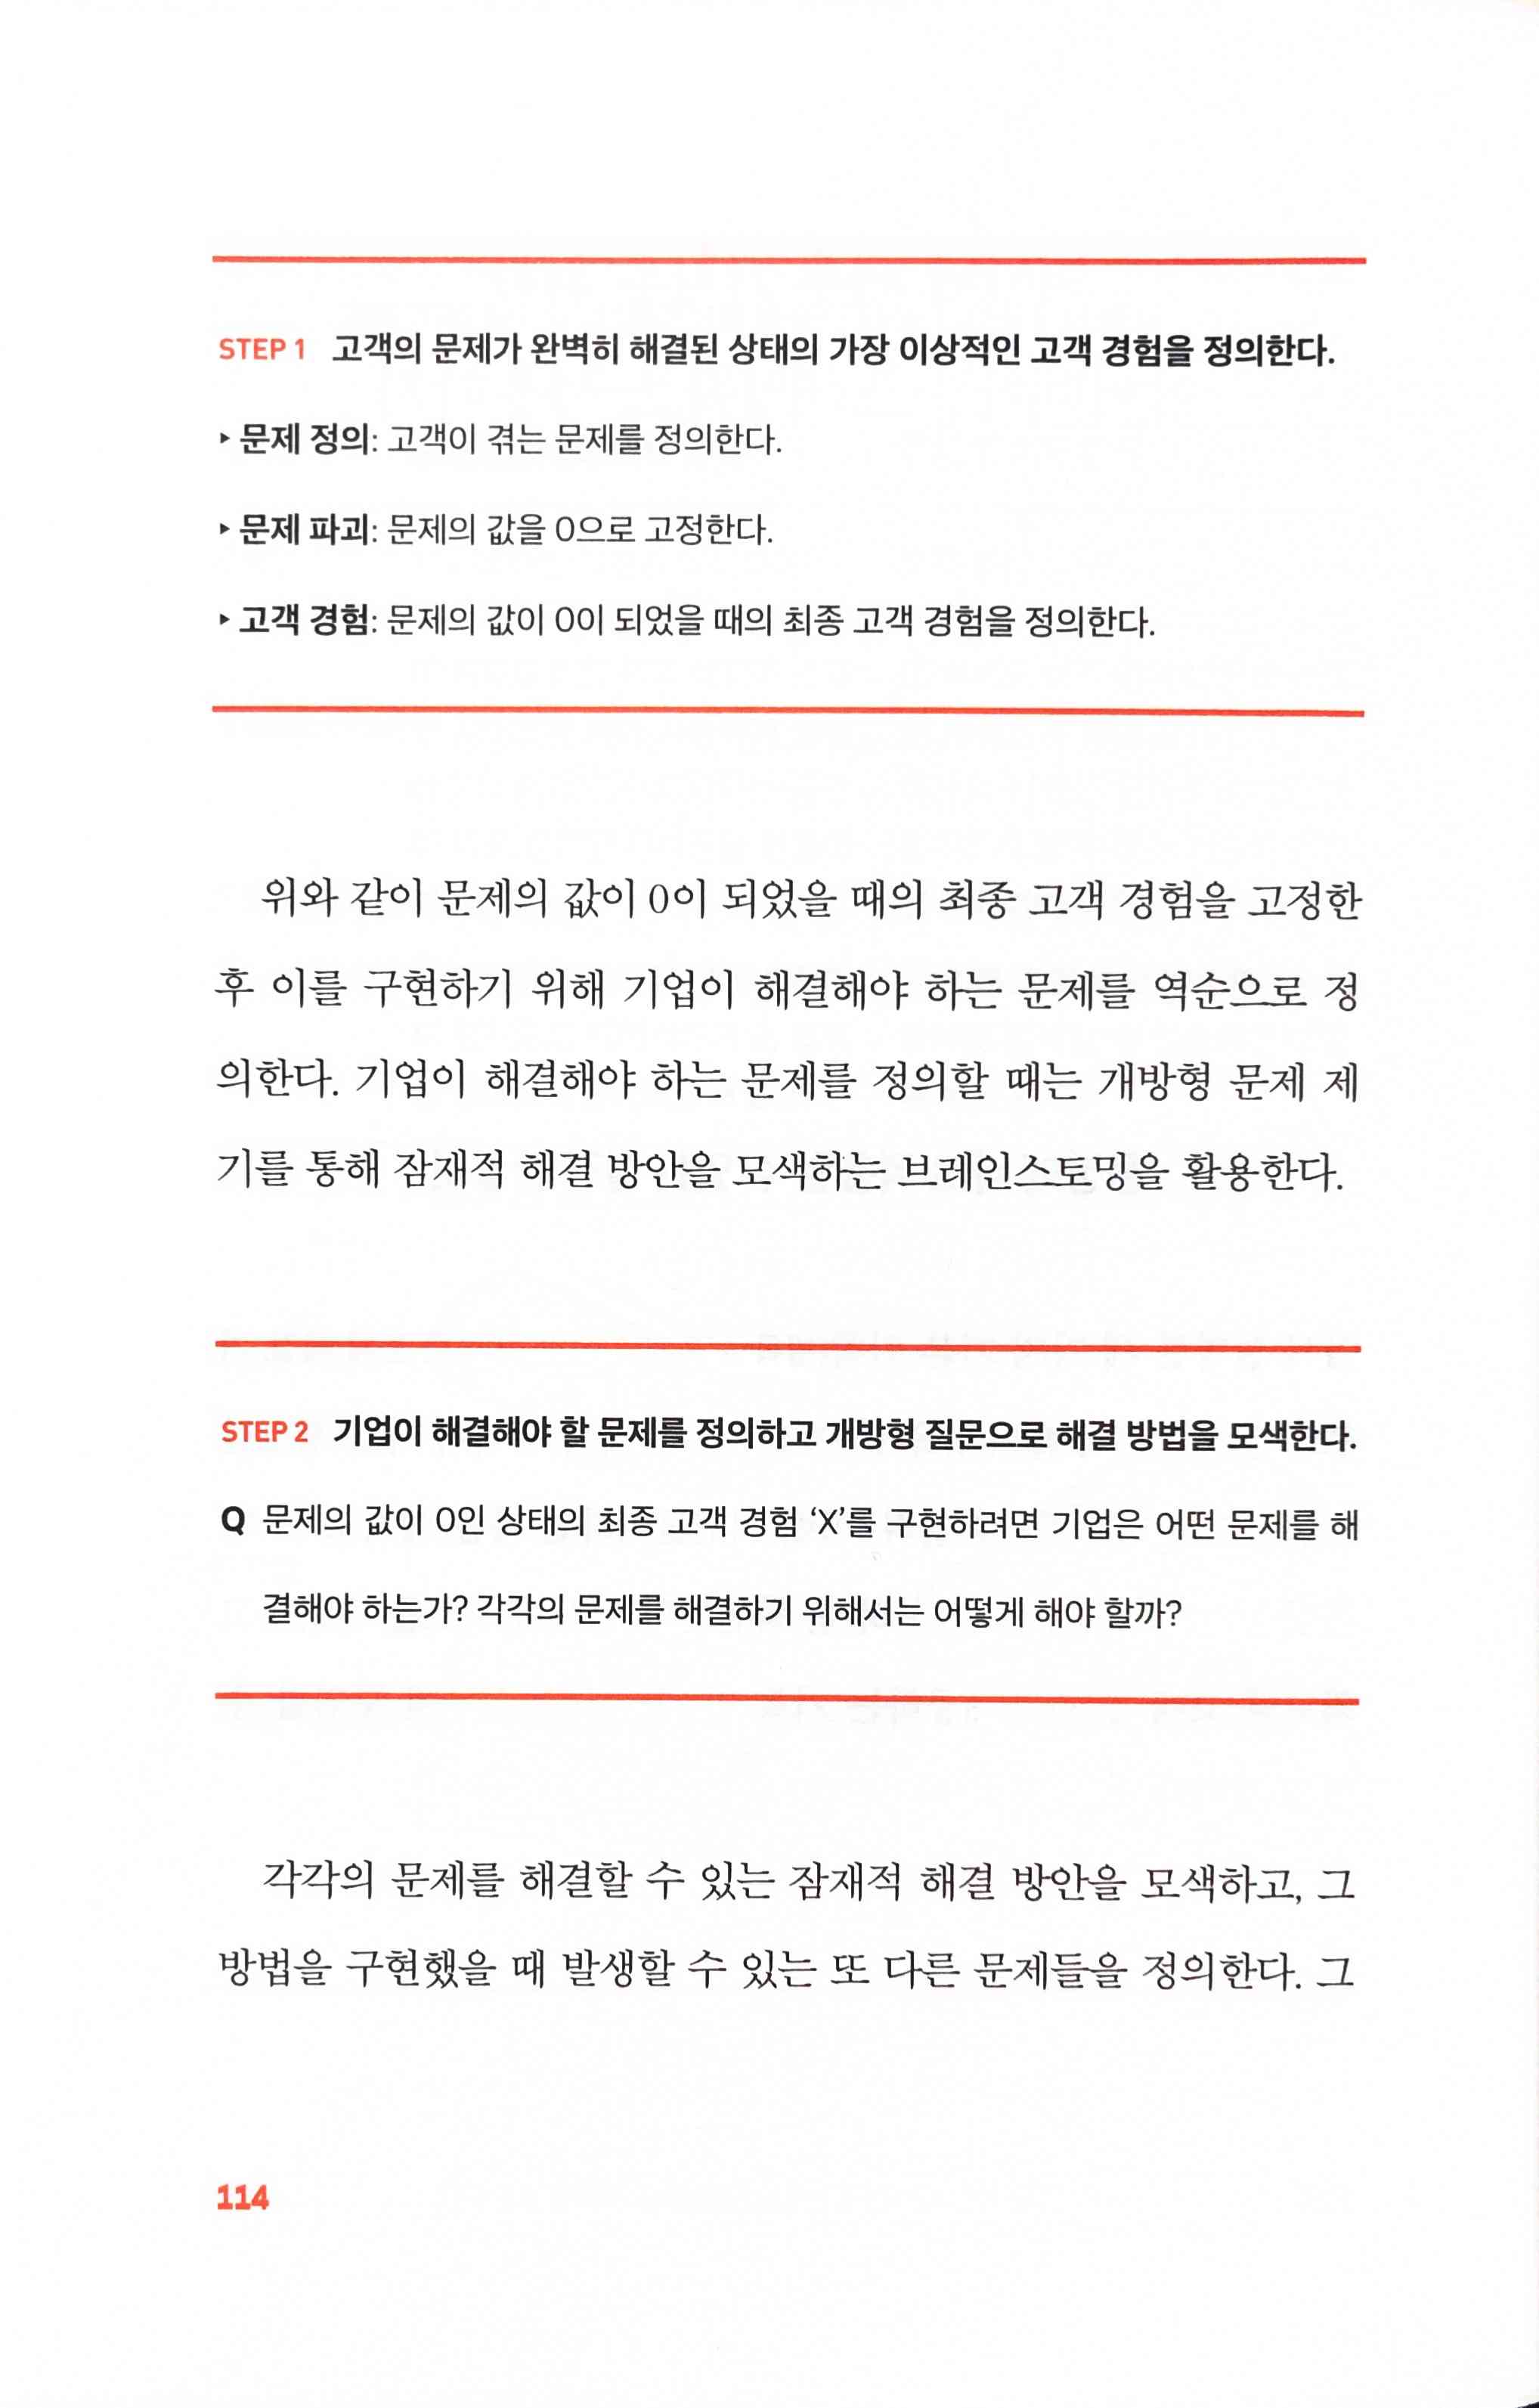 STEP 1 고객의 문제가 완벽히 해결된 상태의 가장 이상적인 고객 경험을 정의한다.
▸ 문제 정의: 고객이 겪는 문제를 정의한다.
▸ 문제 파괴: 문제의 값을 0으로 고정한다.
▸ 고객 경험: 문제의 값이 0이 되었을 때의 최종 고객 경험을 정의한다.
위와 같이 문제의 값이 0이 되었을 때의 최종 고객 경험을 고정한
후 이를 구현하기 위해 기업이 해결해야 하는 문제를 역순으로 정
의한다. 기업이 해결해야 하는 문제를 정의할 때는 개방형 문제 제
기를 통해 잠재적 해결 방안을 모색하는 브레인스토밍을 활용한다.
STEP 2 기업이 해결해야 할 문제를 정의하고 개방형 질문으로 해결 방법을 모색한다.
Q 문제의 값이 0인 상태의 최종 고객 경험 ‘X’를 구현하려면 기업은 어떤 문제를 해
결해야 하는가? 각각의 문제를 해결하기 위해서는 어떻게 해야 할까?
각각의 문제를 해결할 수 있는 잠재적 해결 방안을 모색하고, 그
방법을 구현했을 때 발생할 수 있는 또 다른 문제들을 정의한다. 그
114